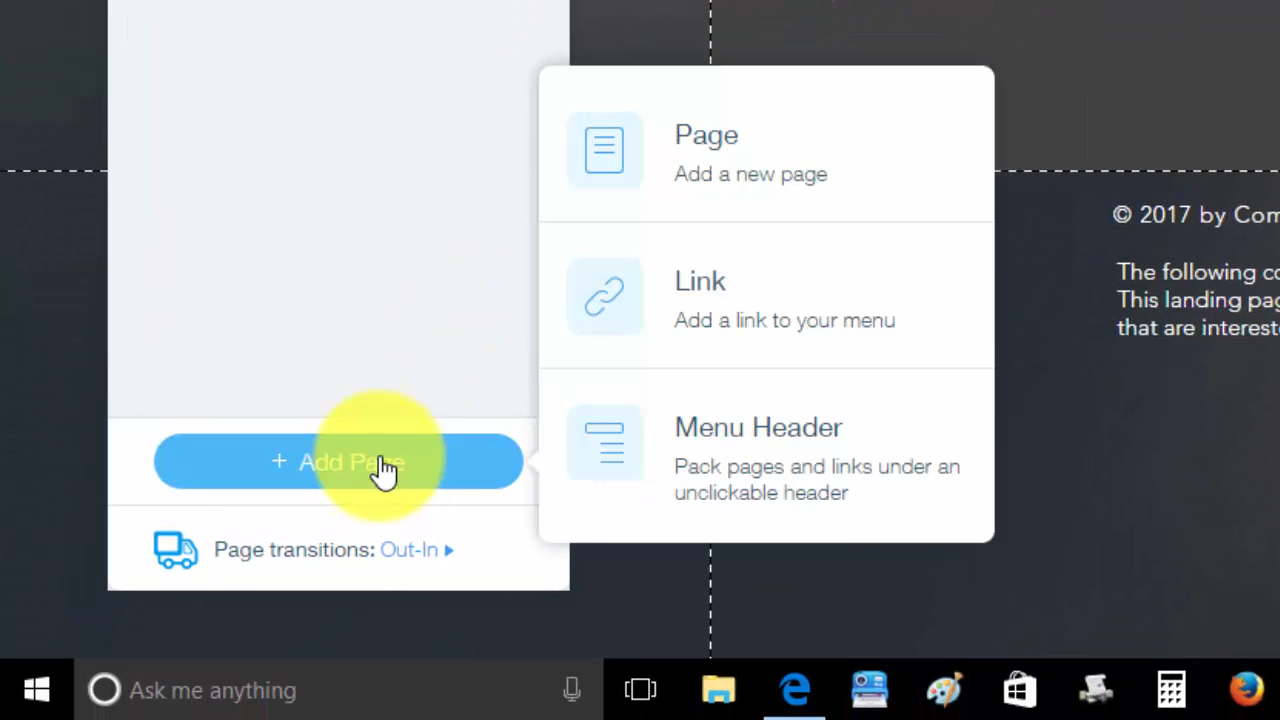 Page
Add a new page
Link
Add a link to your menu
Menu Header
Pack pages and links under an
unclickable header
© 2017 by Com
The following co
This landing pag
that are interest
+ Add Page
Page transitions: Out-In
Ask me anything